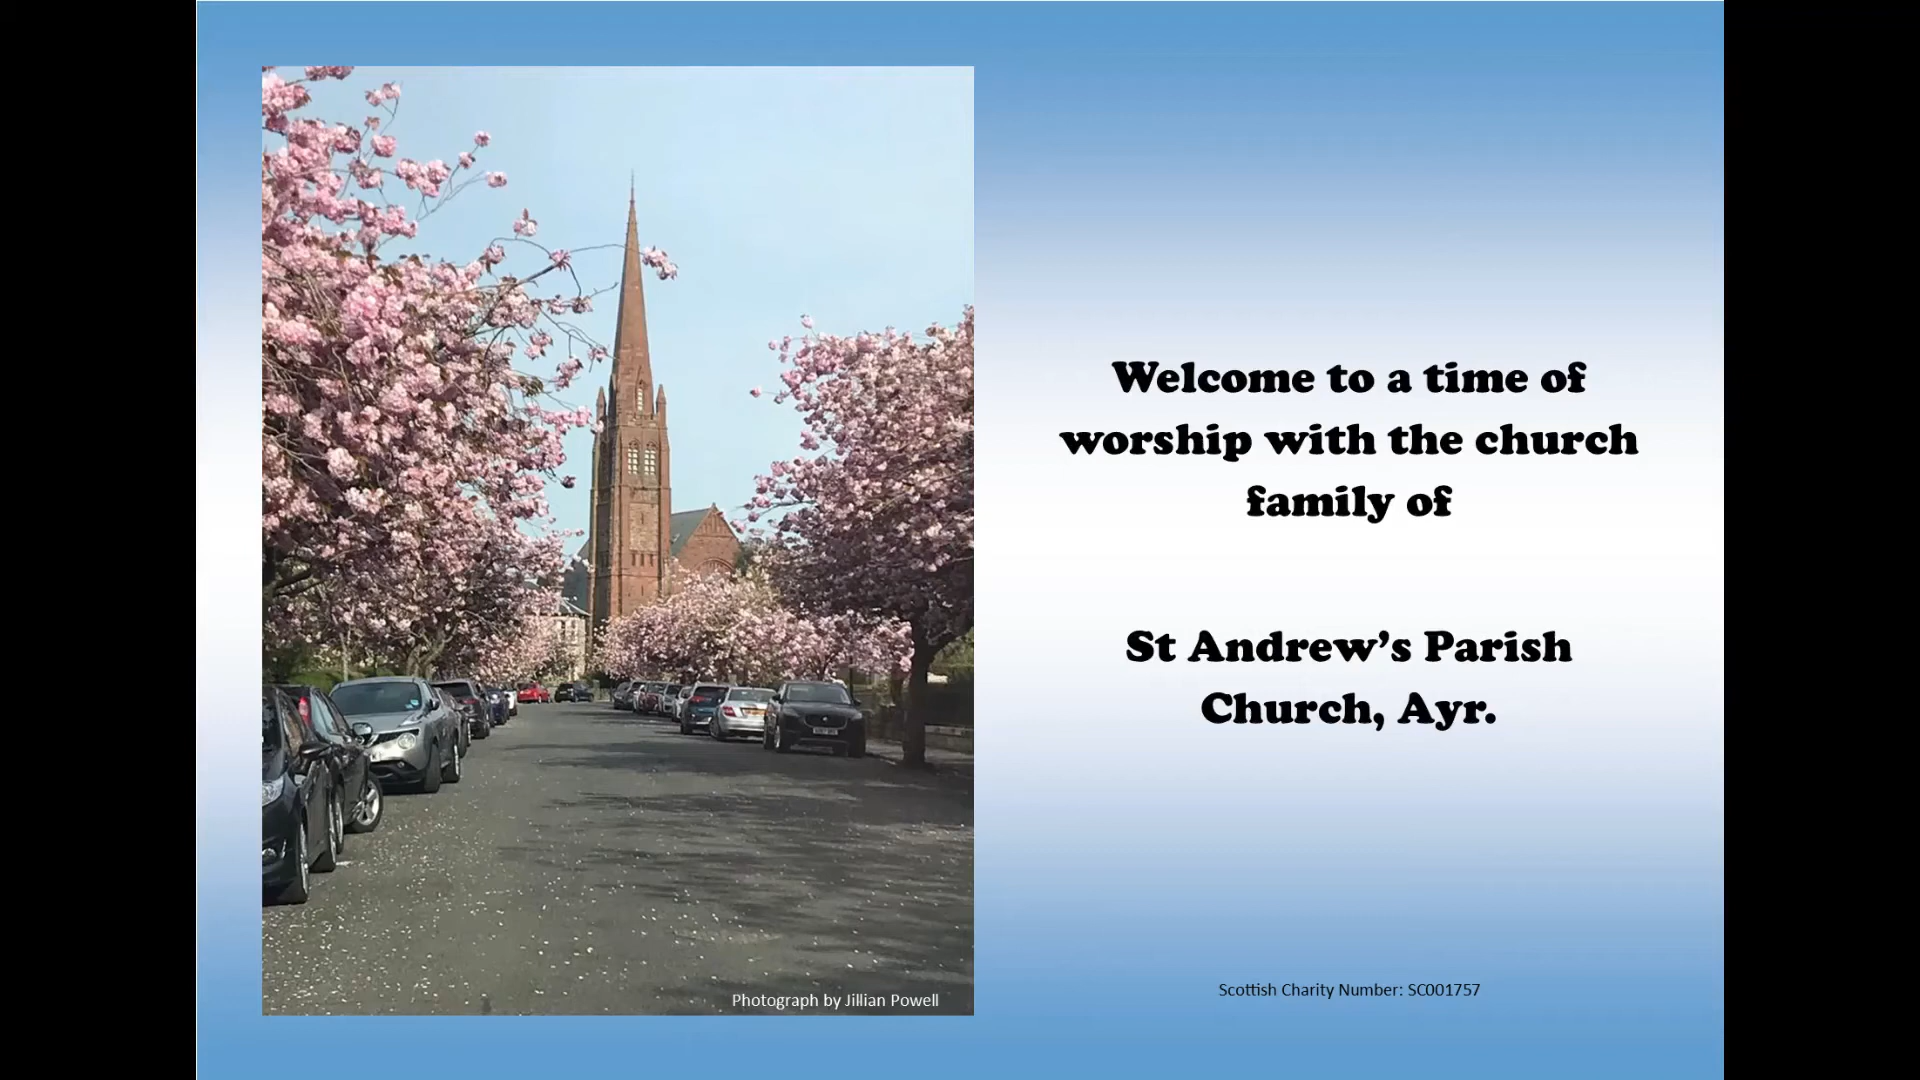 Welcome to a time of
worship with the church
family of
St Andrew’s Parish
Church, Ayr.
Photograph by Jillian Powell
Scottish Charity Number: SC001757